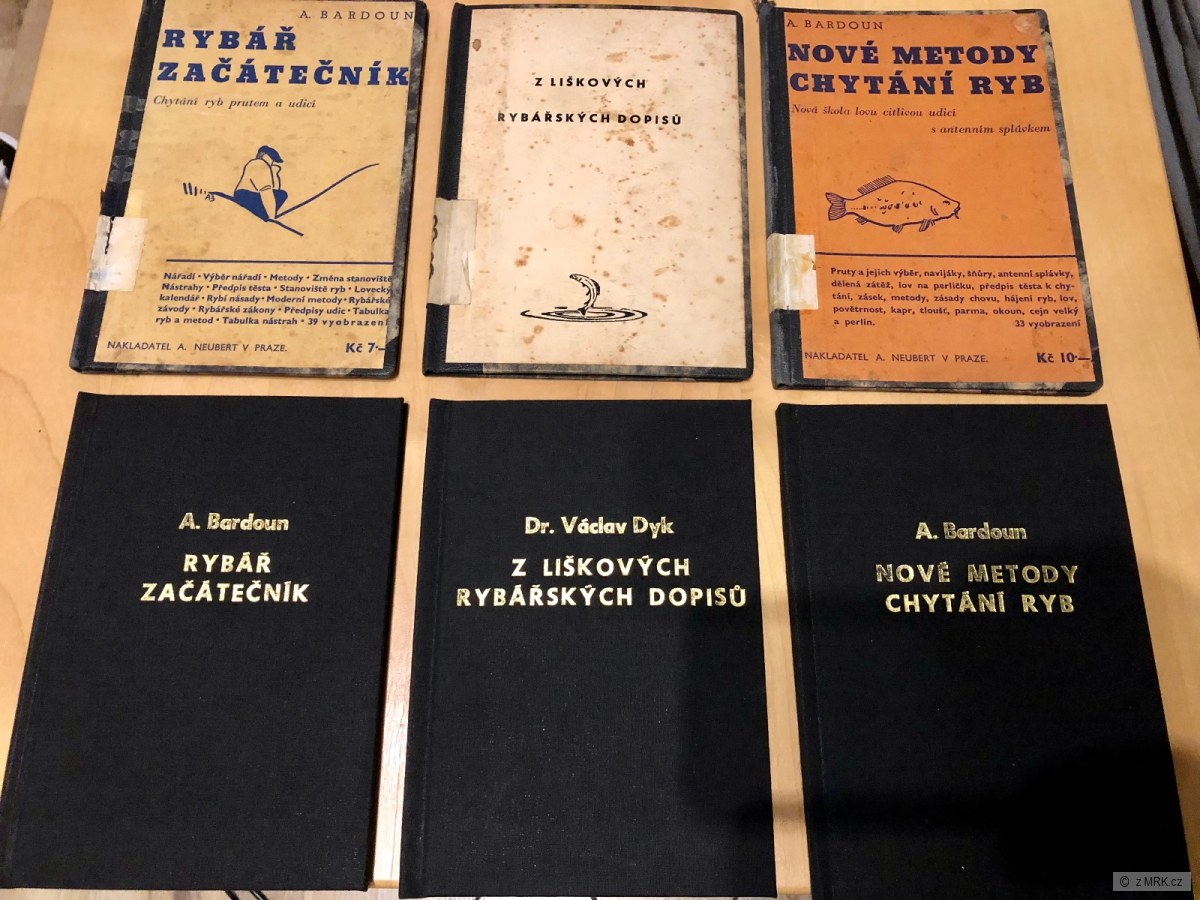 A. BARDOUN
RYBÁŘ
ZAČÁTEČNÍK
Chytání ryb prutem a udicí
Nářadí • Výběr nářadí • Metody • Změna stanoviště
Nástrahy • Předpis těsta • Stanoviště ryb • Lovecký
kalendář • Rybí násady • Moderní metody • Rybářské
závody • Rybářské zákony • Předpisy udic • Tabulka
ryb a metod • Tabulka nástrah • 39 vyobrazení
NAKLADATEL A. NEUBERT V PRAZE.
Kč 7·—
Z LIŠKOVÝCH
RYBÁŘSKÝCH DOPISŮ
A. BARDOUN
NOVÉ METODY
CHYTÁNÍ RYB
Nová škola lovu citlivou udicí
s antenním splávkem
Pruty a jejich výběr, navijáky, šňůry, antenní splávky,
dělená zátěž, lov na perličku, předpis těsta k chy-
tání, zásek, metody, zásady chovu, hájení ryb, lov,
povětrnost, kapr, tloušť, parma, okoun, cejn velký
a perlin. 33 vyobrazení
NAKLADATEL A. NEUBERT V PRAZE.
Kč 10·—
A. Bardoun
RYBÁŘ
ZAČÁTEČNÍK
Dr. Václav Dyk
Z LIŠKOVÝCH
RYBÁŘSKÝCH DOPISŮ
A. Bardoun
NOVÉ METODY
CHYTÁNÍ RYB
© z MRK.cz